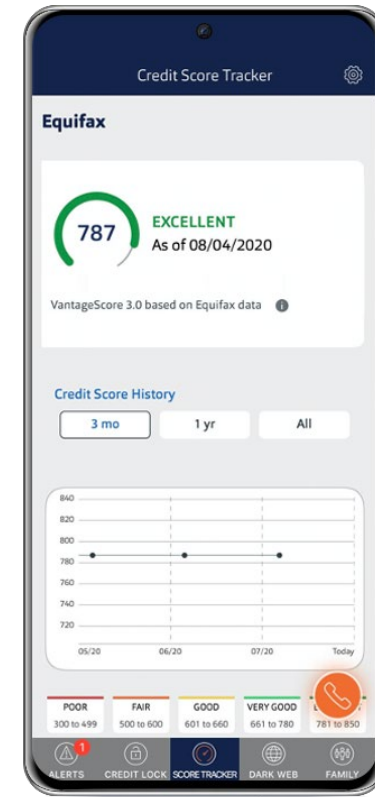 Credit Score Tracker
Equifax
787
EXCELLENT
As of 08/04/2020
VantageScore 3.0 based on Equifax data i
Credit Score History
3 mo 1 yr All
840
820
800
780
760
740
720
05/20 06/20 07/20 Today
POOR FAIR GOOD VERY GOOD
300 to 499 500 to 600 601 to 660 661 to 780 781 to 850
1
ALERTS CREDIT LOCK SCORE TRACKER DARK WEB FAMILY